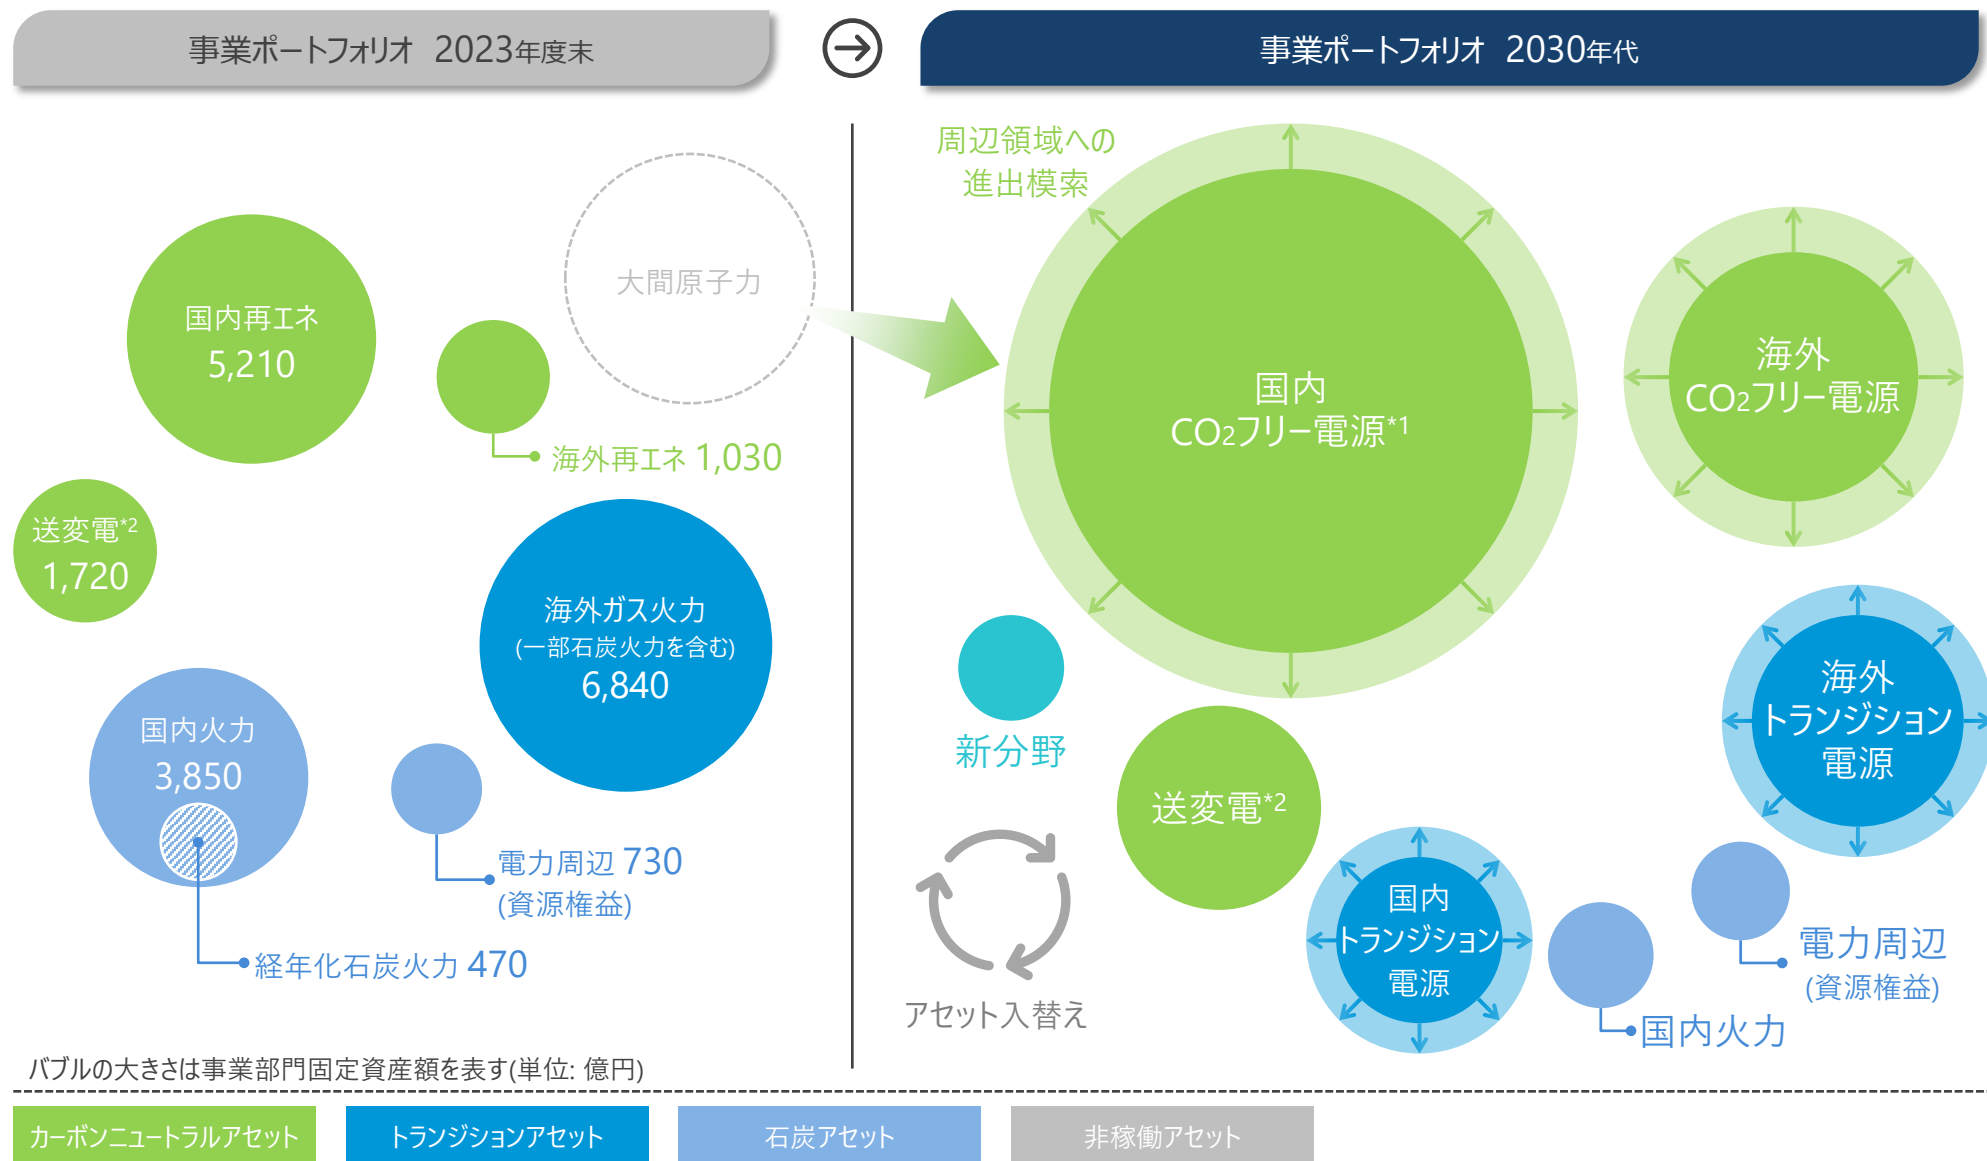 事業ポートフォリオ 2023年度末
事業ポートフォリオ 2030年代
大間原子力
国内再エネ
5,210
海外再エネ 1,030
送変電*2
1,720
海外ガス火力
(一部石炭火力を含む)
6,840
国内火力
3,850
電力周辺 730
(資源権益)
経年化石炭火力 470
周辺領域への
進出模索
国内
CO2フリー電源*1
海外
CO2フリー電源
新分野
送変電*2
海外
トランジション
電源
国内
トランジション
電源
電力周辺
(資源権益)
国内火力
アセット入替え
バブルの大きさは事業部門固定資産額を表す(単位: 億円)
カーボンニュートラルアセット
トランジションアセット
石炭アセット
非稼働アセット